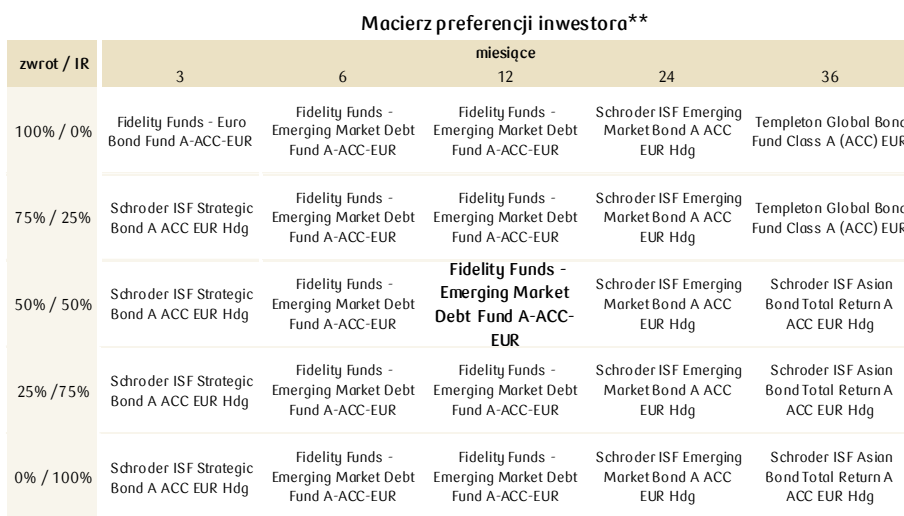 Macierz preferencji inwestora**
zwrot / IR
miesiące
3 6 12 24 36
100% / 0%
Fidelity Funds - Euro
Bond Fund A-ACC-EUR
Fidelity Funds -
Emerging Market Debt
Fund A-ACC-EUR
Fidelity Funds -
Emerging Market Debt
Fund A-ACC-EUR
Schroder ISF Emerging
Market Bond A ACC
EUR Hdg
Templeton Global Bond
Fund Class A (ACC) EUR
75% / 25%
Schroder ISF Strategic
Bond A ACC EUR Hdg
Fidelity Funds -
Emerging Market Debt
Fund A-ACC-EUR
Fidelity Funds -
Emerging Market Debt
Fund A-ACC-EUR
Schroder ISF Emerging
Market Bond A ACC
EUR Hdg
Templeton Global Bond
Fund Class A (ACC) EUR
50% / 50%
Schroder ISF Strategic
Bond A ACC EUR Hdg
Fidelity Funds -
Emerging Market Debt
Fund A-ACC-EUR
Fidelity Funds -
Emerging Market
Debt Fund A-ACC-
EUR
Schroder ISF Emerging
Market Bond A ACC
EUR Hdg
Schroder ISF Asian
Bond Total Return A
ACC EUR Hdg
25% /75%
Schroder ISF Strategic
Bond A ACC EUR Hdg
Fidelity Funds -
Emerging Market Debt
Fund A-ACC-EUR
Fidelity Funds -
Emerging Market Debt
Fund A-ACC-EUR
Schroder ISF Emerging
Market Bond A ACC
EUR Hdg
Schroder ISF Asian
Bond Total Return A
ACC EUR Hdg
0% / 100%
Schroder ISF Strategic
Bond A ACC EUR Hdg
Fidelity Funds -
Emerging Market Debt
Fund A-ACC-EUR
Fidelity Funds -
Emerging Market Debt
Fund A-ACC-EUR
Schroder ISF Emerging
Market Bond A ACC
EUR Hdg
Schroder ISF Asian
Bond Total Return A
ACC EUR Hdg